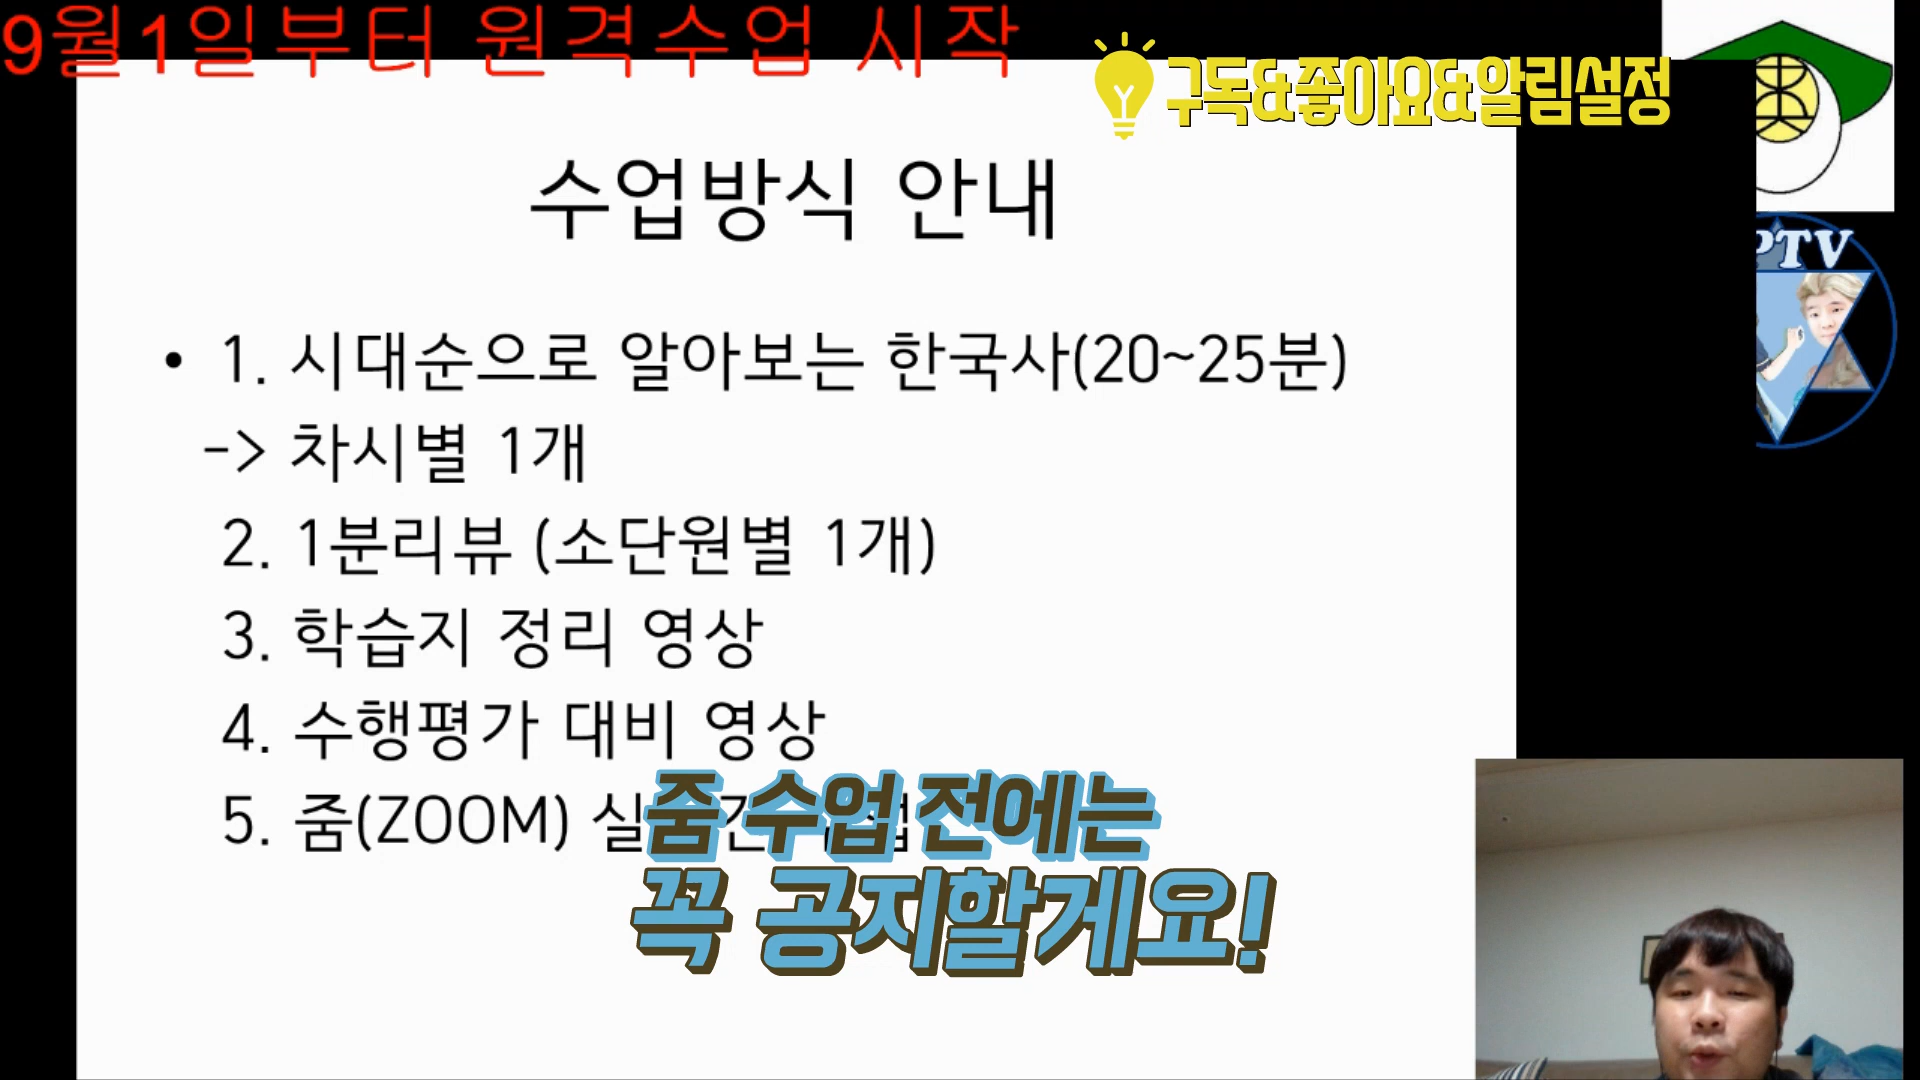 9월1일부터 원격수업 시작
구독&좋아요&알림설정
PTV
수업방식 안내
• 1. 시대순으로 알아보는 한국사(20~25분)
-> 차시별 1개
2. 1분리뷰 (소단원별 1개)
3. 학습지 정리 영상
4. 수행평가 대비 영상
5. 줌(ZOOM) 실
줌 수업 전에는
꼭 공지할게요!